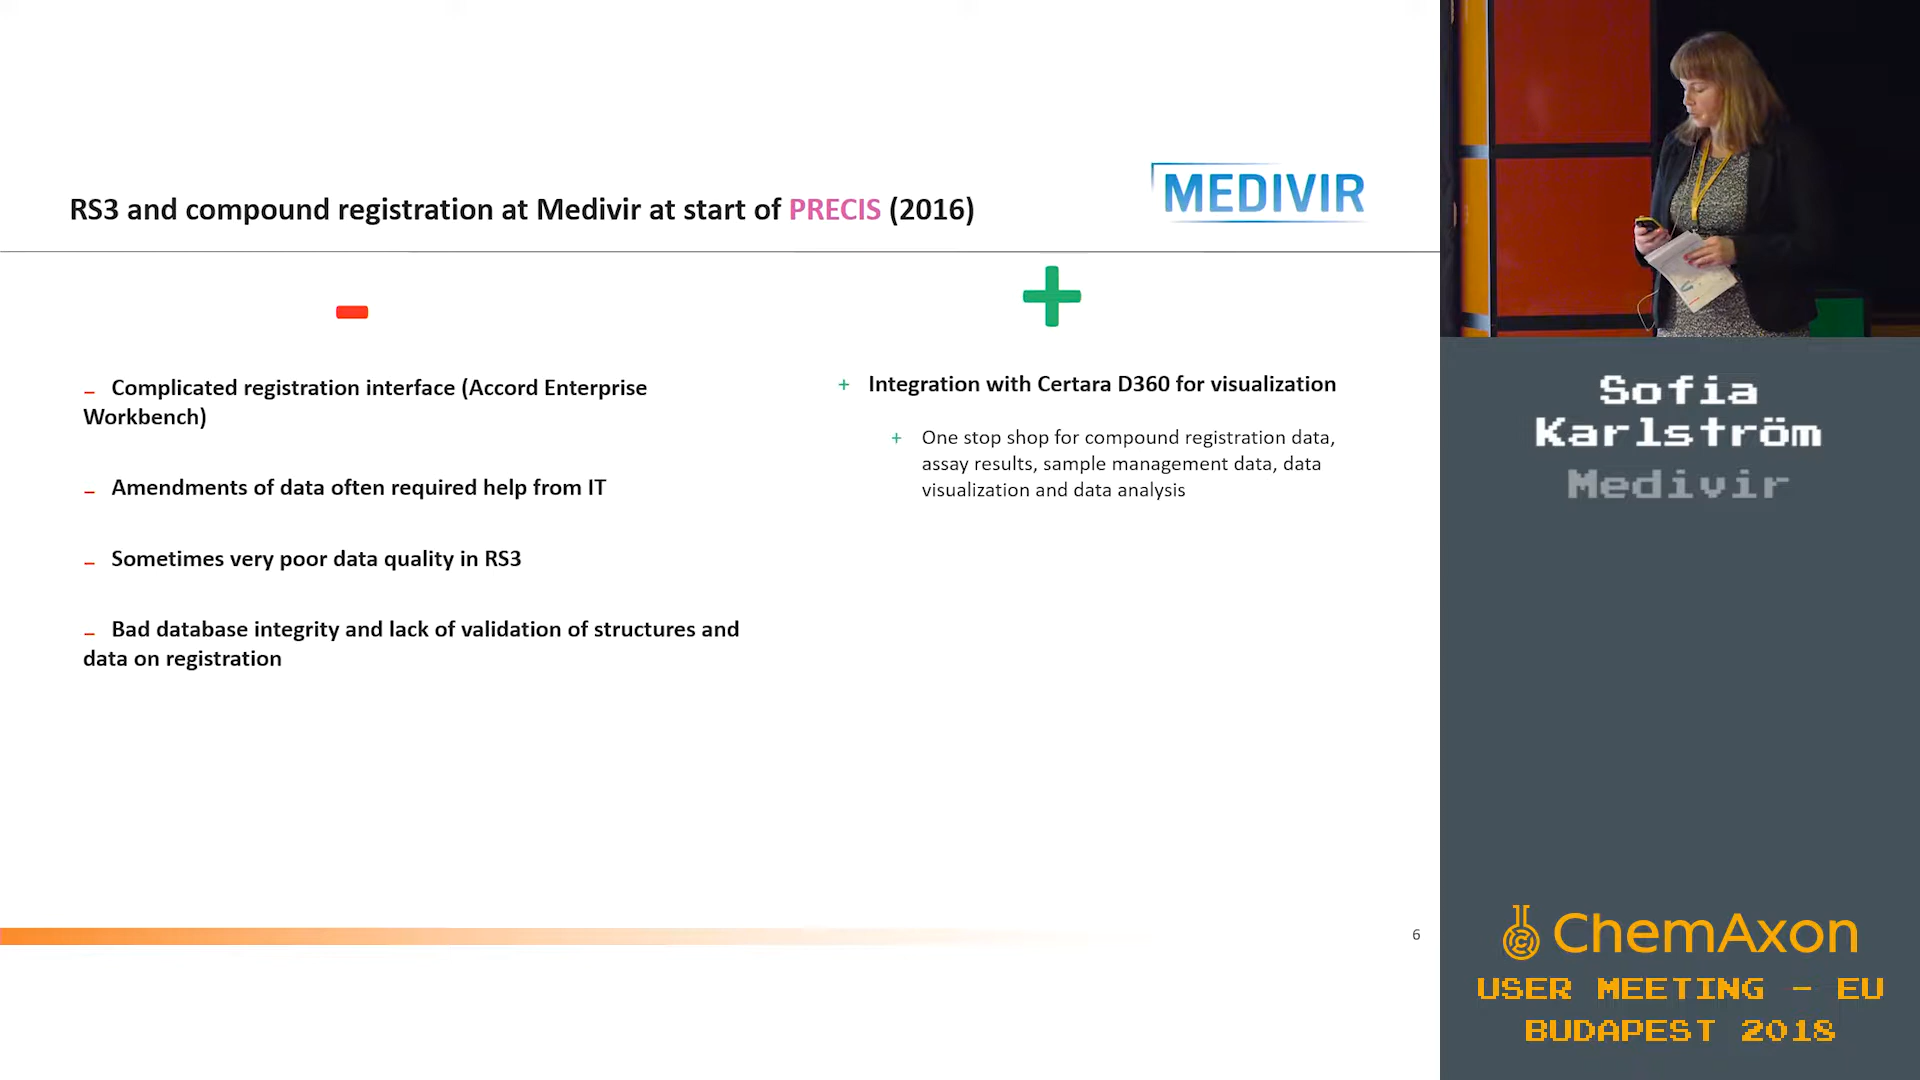 RS3 and compound registration at Medivir at start of PRECIS (2016)
MEDIVIR
- Complicated registration interface (Accord Enterprise
Workbench)
- Amendments of data often required help from IT
- Sometimes very poor data quality in RS3
- Bad database integrity and lack of validation of structures and
data on registration
+ Integration with Certara D360 for visualization
+ One stop shop for compound registration data,
assay results, sample management data, data
visualization and data analysis
6
Sofia
Karlström
Medivir
ChemAxon
USER MEETING - EU
BUDAPEST 2018